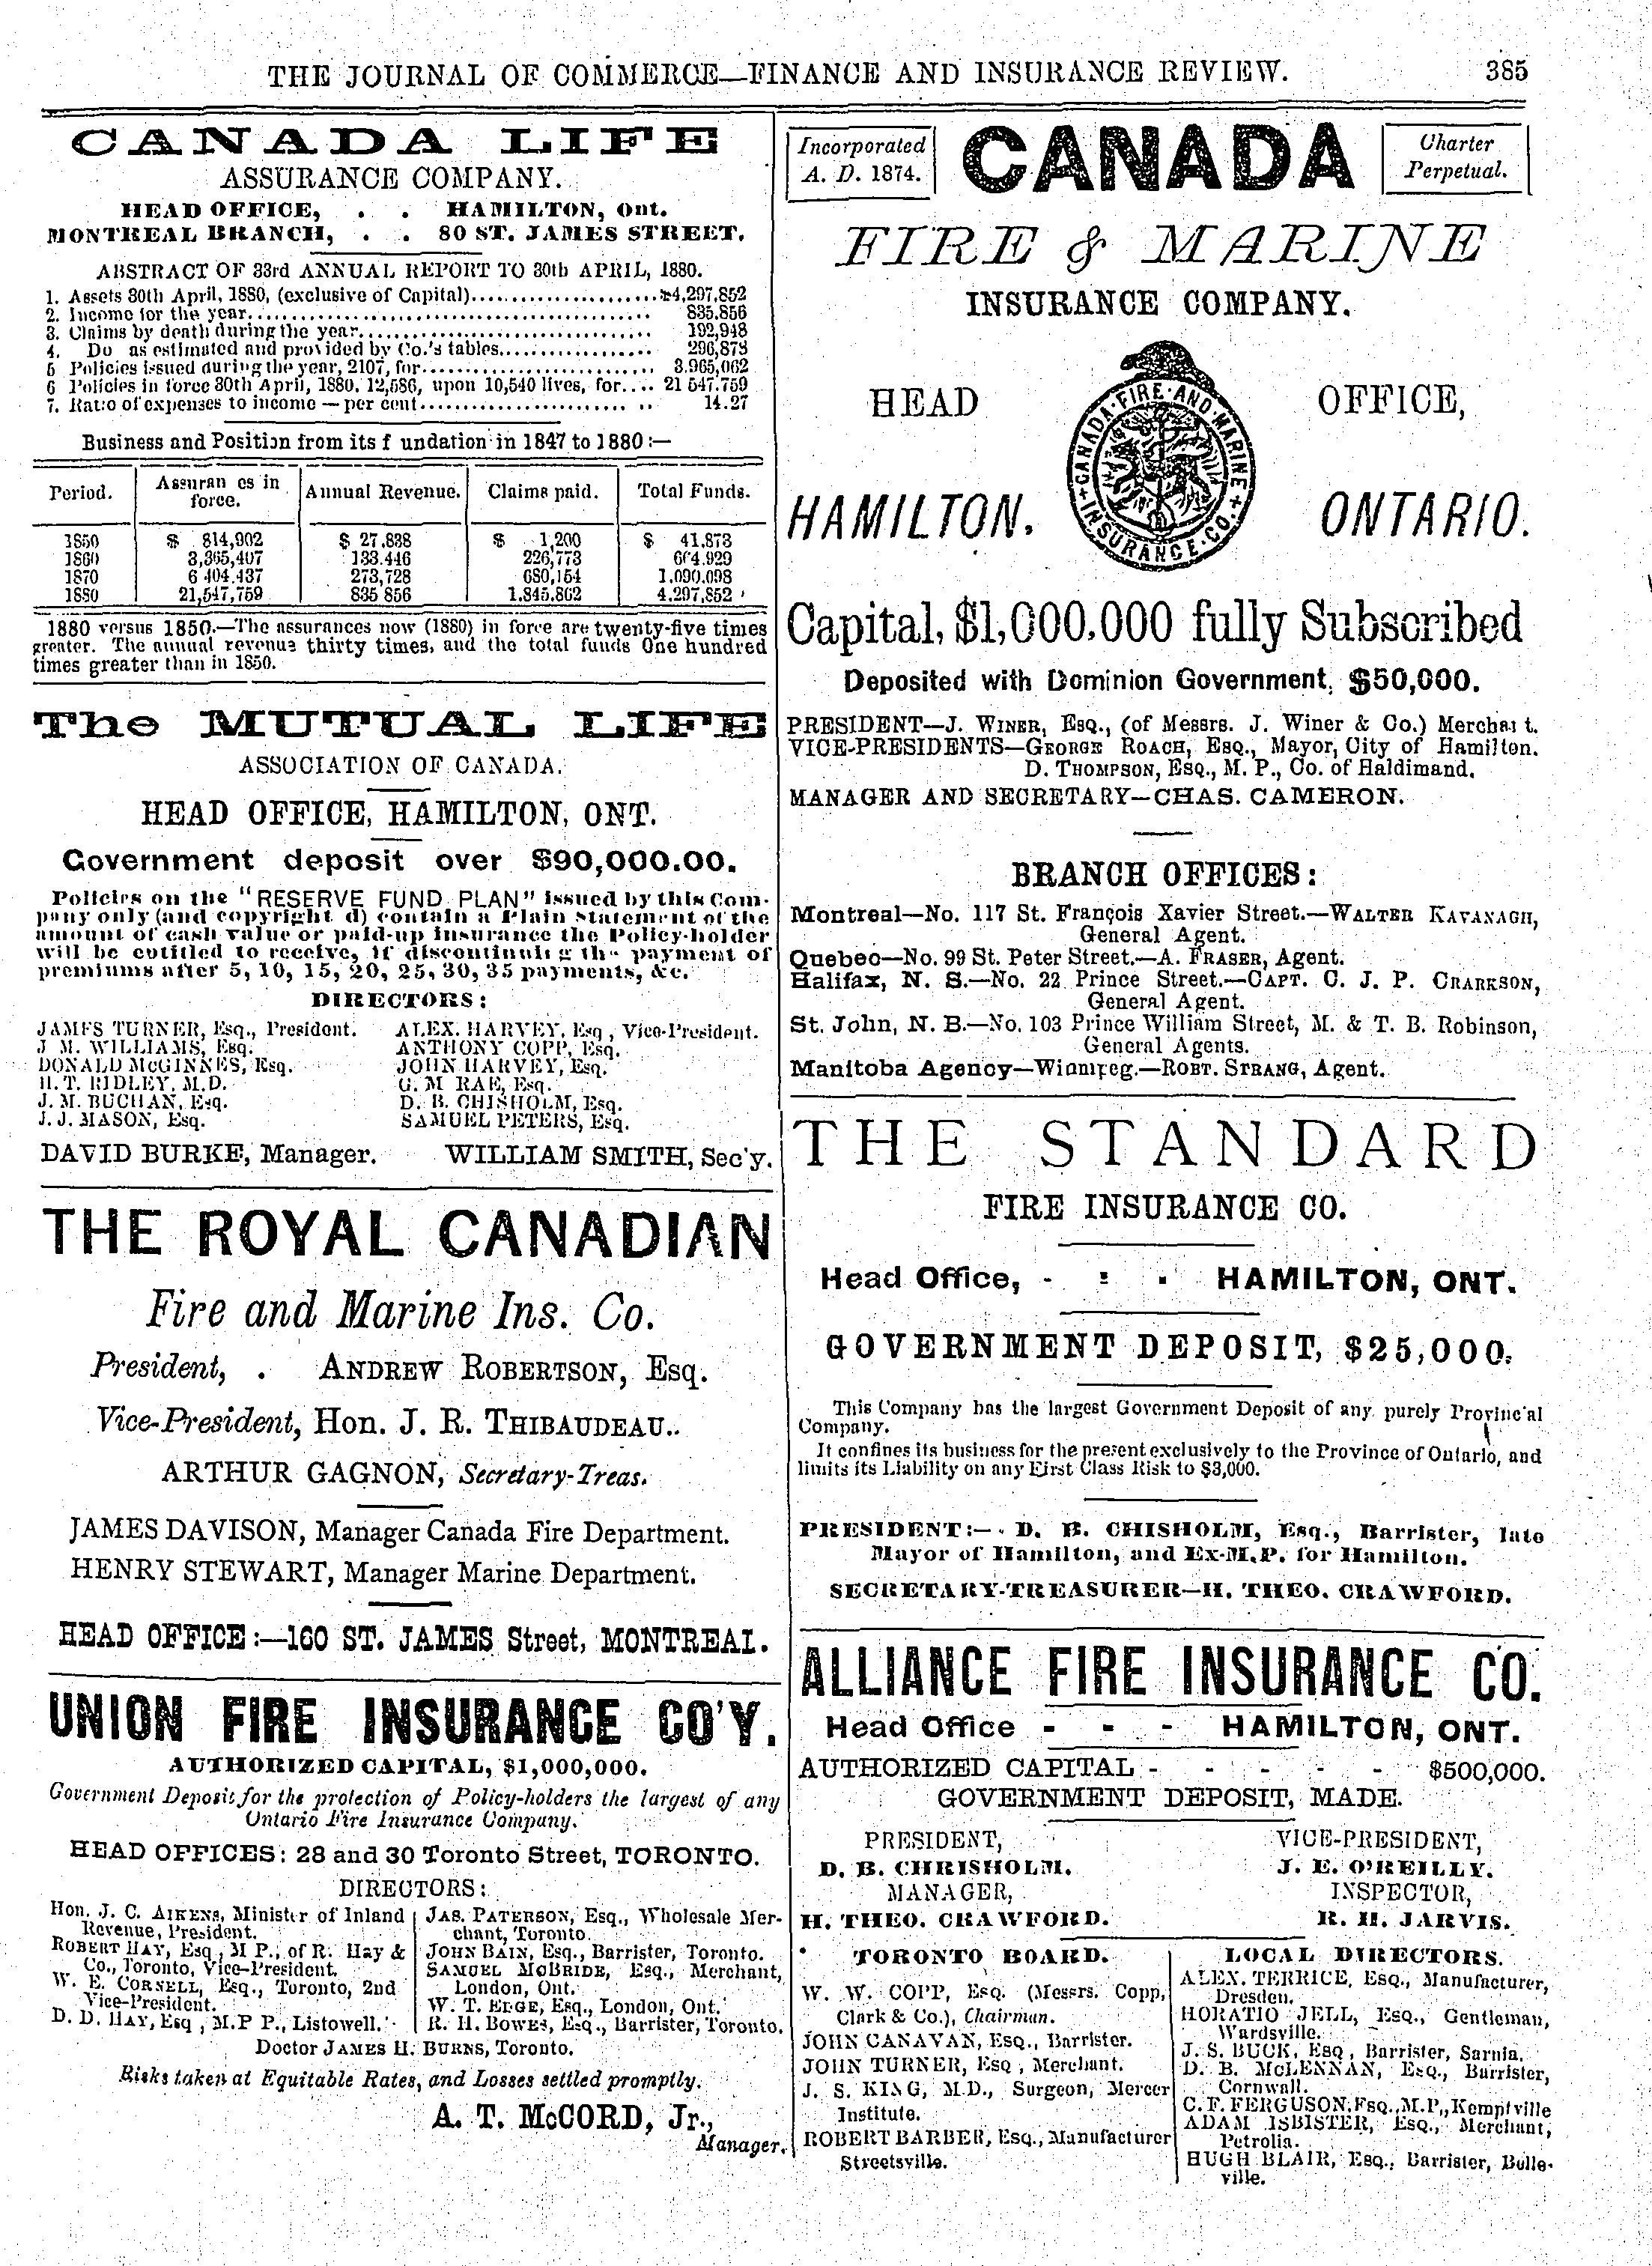 THE JOURNAL OF COMMERCE—FINANCE AND INSURANCE REVIEW. 385
CANADA LIFE
ASSURANCE COMPANY.
HEAD OFFICE, . . HAMILTON, Ont.
MONTREAL BRANCH, . . 80 ST. JAMES STREET.
ABSTRACT OF 33rd ANNUAL REPORT TO 30th APRIL, 1880.
1. Assets 30th April, 1880, (exclusive of Capital)..................... $4,297,852
2. Income for the year............................................. 835.856
3. Claims by death during the year................................. 192,948
4. Do as estimated and provided by Co.'s tables.................. 296,878
5 Policies issued during the year, 2107, for........................... 3.965,062
6 Policies in force 30th April, 1880, 12,586, upon 10,540 lives, for.... 21 547.759
7. Ratio of expenses to income — per cent......................... 14.27
Business and Position from its f undation in 1847 to 1880:—
Period. Assuran es in force. Annual Revenue. Claims paid. Total Funds.
1850 $ 814,902 $ 27,838 $ 1,200 $ 41,873
1860 3,365,407 133.446 226,773 664.929
1870 6 404.437 273,728 680,154 1.090.098
1880 21,547,759 835 856 1,845,862 4.297,852
1880 versus 1850.—The assurances now (1880) in force are twenty-five times
greater. The annual revenue thirty times, and the total funds One hundred
times greater than in 1850.
The MUTUAL LIFE
ASSOCIATION OF CANADA.
HEAD OFFICE, HAMILTON, ONT.
Government deposit over $90,000.00.
Policies on the "RESERVE FUND PLAN" issued by this Com-
pany only (and copyright d) contain a Plain Statement of the
amount of cash value or paid-up insurance the Policy-holder
will be entitled to receive, if discontinuing the payment of
premiums after 5, 10, 15, 20, 25, 30, 35 payments, &c.
DIRECTORS:
JAMES TURNER, Esq., President. ALEX. HARVEY, Esq, Vice-President.
J M. WILLIAMS, Esq. ANTHONY COPP, Esq.
DONALD McGINNES, Esq. JOHN HARVEY, Esq.
H. T. RIDLEY, M.D. G. M RAE, Esq.
J. M. BUCHAN, Esq. D. B. CHISHOLM, Esq.
J. J. MASON, Esq. SAMUEL PETERS, Esq.
DAVID BURKE, Manager. WILLIAM SMITH, Sec'y.
THE ROYAL CANADIAN
Fire and Marine Ins. Co.
President, . ANDREW ROBERTSON, Esq.
Vice-President, Hon. J. R. THIBAUDEAU..
ARTHUR GAGNON, Secretary-Treas.
JAMES DAVISON, Manager Canada Fire Department.
HENRY STEWART, Manager Marine Department.
HEAD OFFICE:—160 ST. JAMES Street, MONTREAL.
UNION FIRE INSURANCE CO'Y.
AUTHORIZED CAPITAL, $1,000,000.
Government Deposit for the protection of Policy-holders the largest of any
Ontario Fire Insurance Company.
HEAD OFFICES: 28 and 30 Toronto Street, TORONTO.
DIRECTORS:
Hon. J. C. AIKENS, Minister of Inland
Revenue, President.
ROBERT HAY, Esq, M P., of R. Hay &
Co., Toronto, Vice-President.
W. E. CORNELL, Esq., Toronto, 2nd
Vice-President.
D. D. HAY, Esq, M.P P., Listowell.
JAS. PATERSON, Esq., Wholesale Mer-
chant, Toronto.
JOHN BAIN, Esq., Barrister, Toronto.
SAMUEL MCBRIDE, Esq., Merchant,
London, Ont.
W. T. EDGE, Esq., London, Ont.
R. H. BOWES, Esq., Barrister, Toronto.
Doctor JAMES H. BURNS, Toronto.
Risks taken at Equitable Rates, and Losses settled promptly.
A. T. McCORD, Jr.,
Manager.
Incorporated
A. D. 1874.
CANADA
Charter
Perpetual.
FIRE & MARINE
INSURANCE COMPANY.
HEAD OFFICE,
CANADA FIRE AND MARINE INSURANCE CO.
HAMILTON. ONTARIO.
Capital, $1,000,000 fully Subscribed
Deposited with Dominion Government, $50,000.
PRESIDENT—J. WINER, ESQ., (of Messrs. J. Winer & Co.) Merchant.
VICE-PRESIDENTS—GEORGE ROACH, ESQ., Mayor, City of Hamilton.
D. THOMPSON, ESQ., M. P., Co. of Haldimand.
MANAGER AND SECRETARY—CHAS. CAMERON.
BRANCH OFFICES:
Montreal—No. 117 St. François Xavier Street.—WALTER KAVANAGH,
General Agent.
Quebec—No. 99 St. Peter Street.—A. FRASER, Agent.
Halifax, N. S.—No. 22 Prince Street.—CAPT. C. J. P. CRARKSON,
General Agent.
St. John, N. B.—No. 103 Prince William Street, M. & T. B. Robinson,
General Agents.
Manitoba Agency—Winnipeg.—ROBT. STRANG, Agent.
THE STANDARD
FIRE INSURANCE CO.
Head Office, - : - HAMILTON, ONT.
GOVERNMENT DEPOSIT, $25,000.
This Company has the largest Government Deposit of any purely Provincial
Company.
It confines its business for the present exclusively to the Province of Ontario, and
limits its Liability on any First Class Risk to $3,000.
PRESIDENT:— D. B. CHISHOLM, Esq., Barrister, late
Mayor of Hamilton, and Ex-M.P. for Hamilton.
SECRETARY-TREASURER—H. THEO. CRAWFORD.
ALLIANCE FIRE INSURANCE CO.
Head Office - - - HAMILTON, ONT.
AUTHORIZED CAPITAL - - - - - $500,000.
GOVERNMENT DEPOSIT, MADE.
PRESIDENT, VICE-PRESIDENT,
D. B. CHRISHOLM. J. E. O'REILLY.
MANAGER, INSPECTOR,
H. THEO. CRAWFORD. R. H. JARVIS.
TORONTO BOARD.
W. W. COPP, Esq. (Messrs. Copp,
Clark & Co.), Chairman.
JOHN CANAVAN, Esq., Barrister.
JOHN TURNER, Esq, Merchant.
J. S. KING, M.D., Surgeon, Mercer
Institute.
ROBERT BARBER, Esq., Manufacturer
Streetsville.
LOCAL DIRECTORS.
ALEX. TERRICE, Esq., Manufacturer,
Dresden.
HORATIO JELL, Esq., Gentleman,
Wardsville.
J. S. BUCK, Esq, Barrister, Sarnia.
D. B. McLENNAN, Esq., Barrister,
Cornwall.
C. F. FERGUSON, Esq., M.P., Kemptville
ADAM ISBISTER, Esq., Merchant,
Petrolia.
HUGH BLAIR, Esq., Barrister, Belle-
ville.